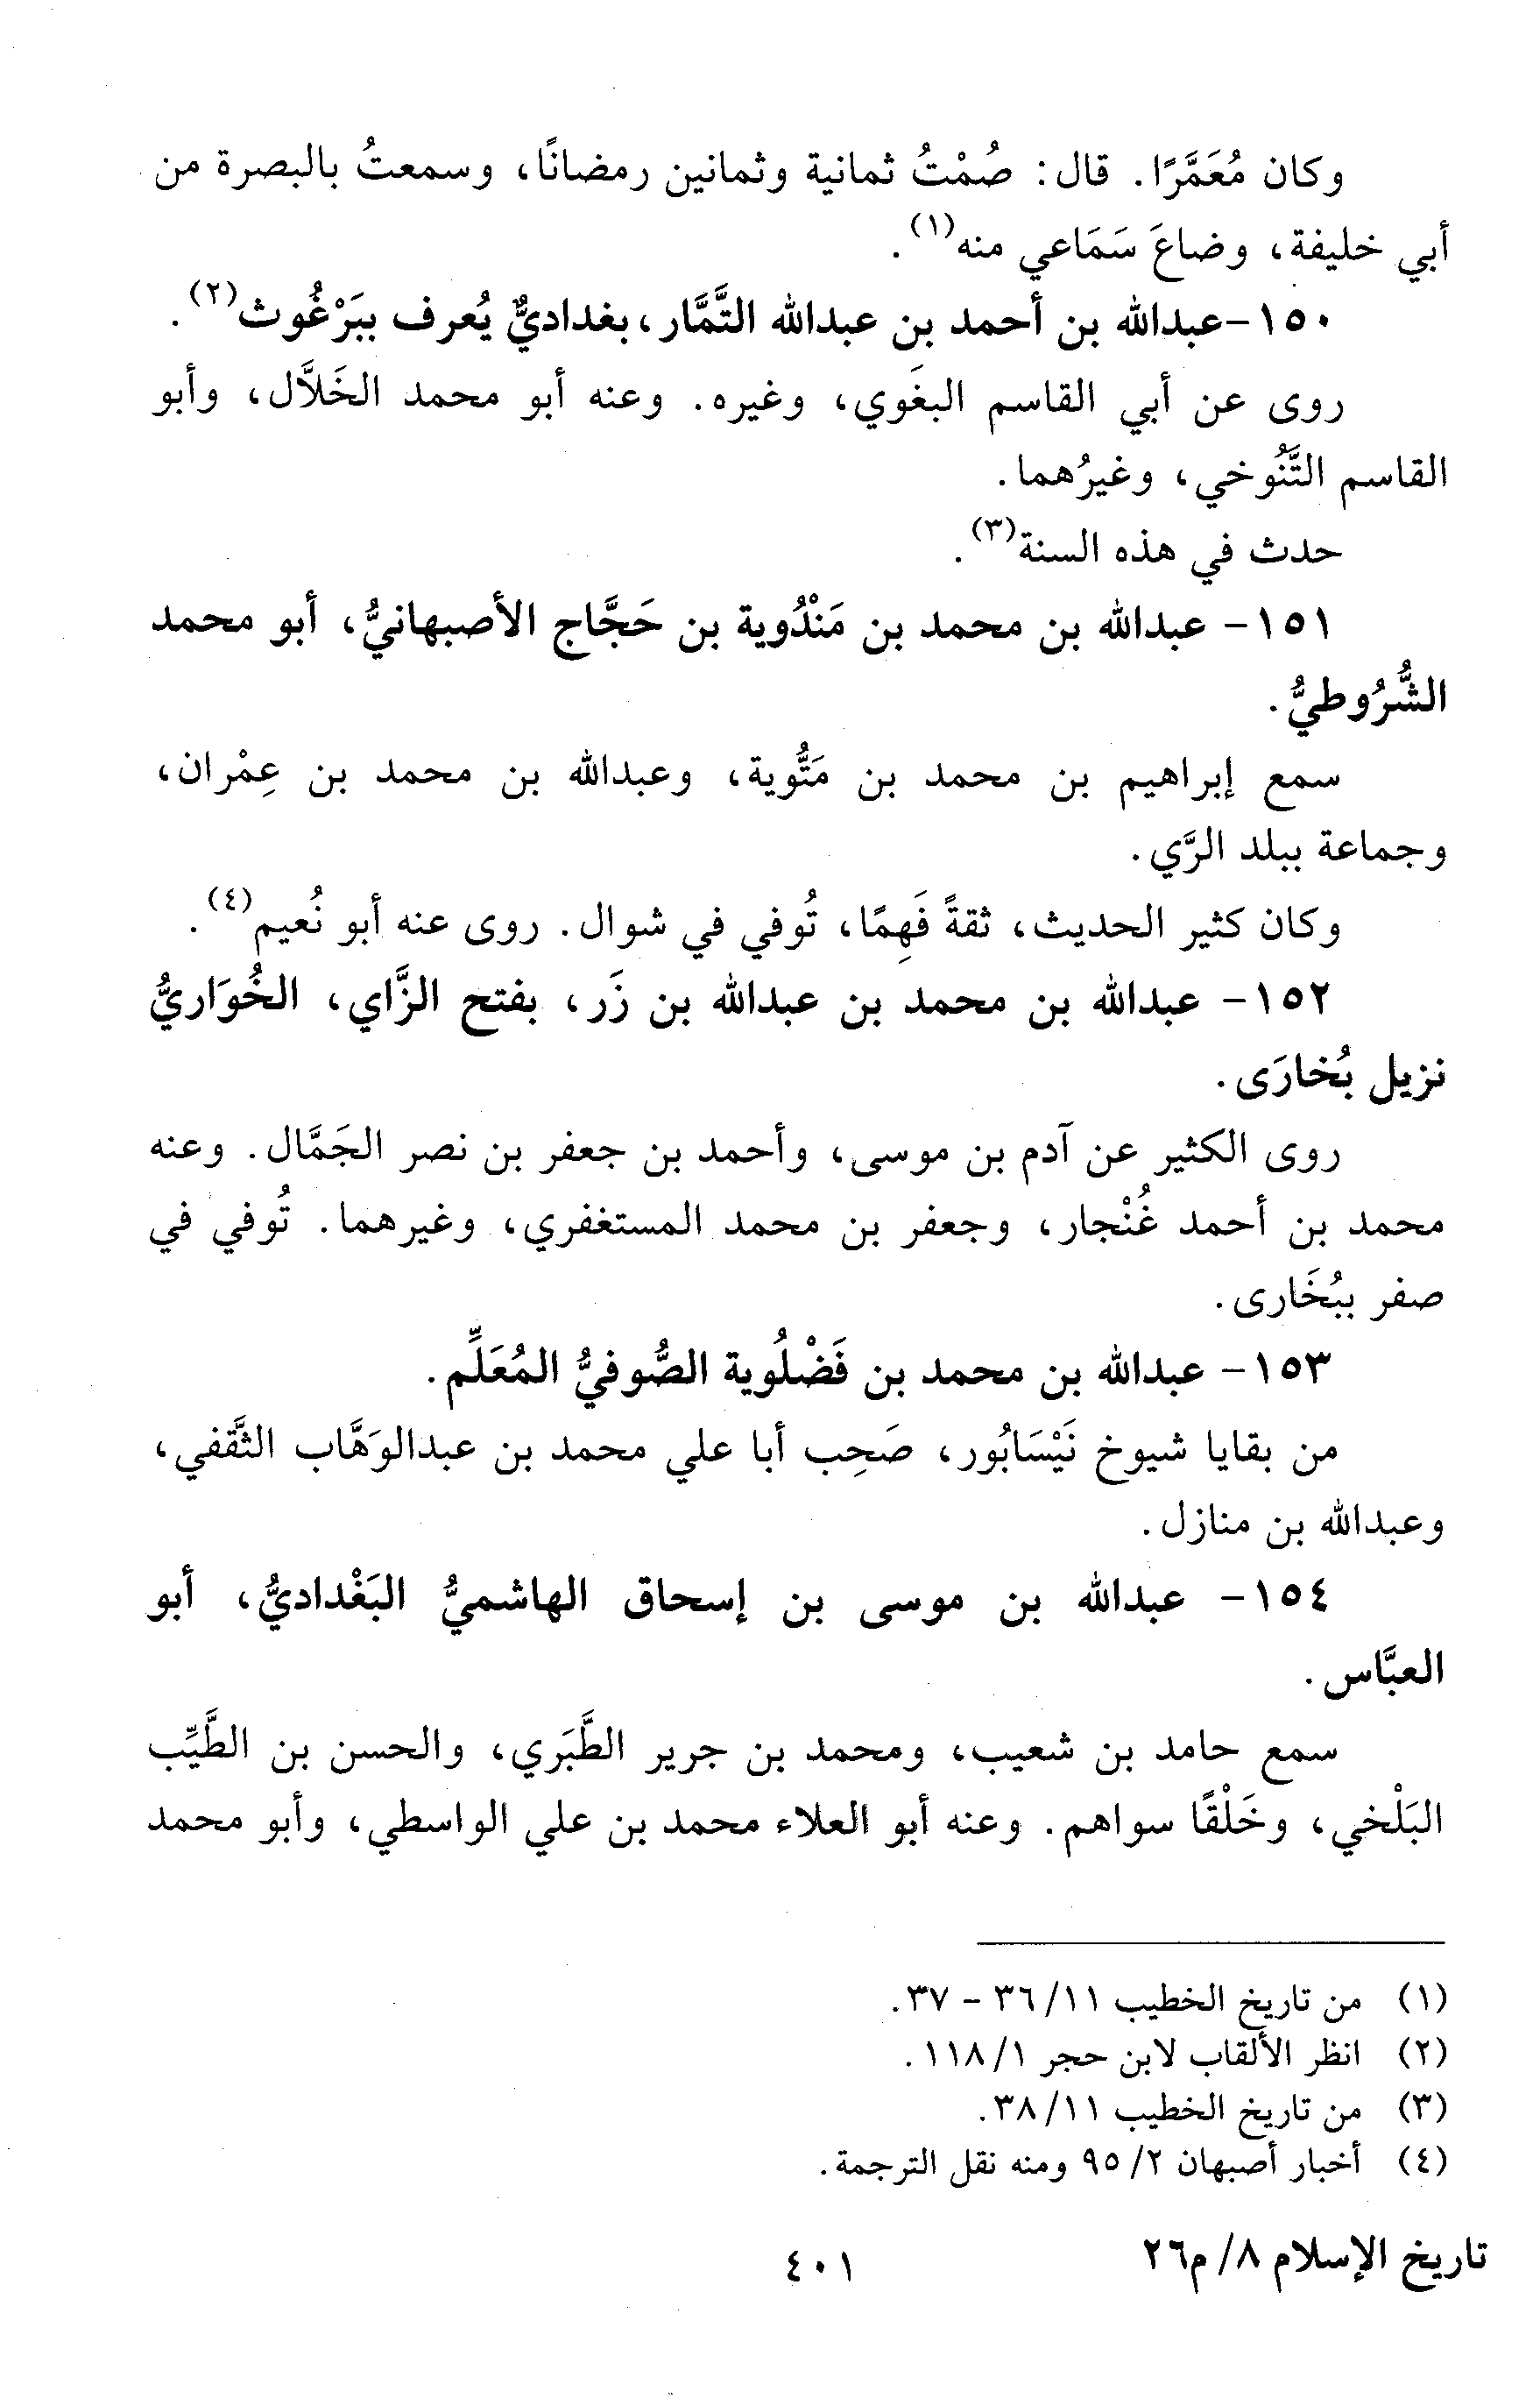 وكان مُعَمَّرًا. قال: صُمْتُ ثمانية وثمانين رمضانًا، وسمعتُ بالبصرة من
أبي خليفة، وضاعَ سَمَاعي منه(١).
١٥٠-عبدالله بن أحمد بن عبدالله التَّمَّار، بغداديٌّ يُعرف ببَرْغُوث(٢).
روى عن أبي القاسم البغَوي، وغيره. وعنه أبو محمد الخَلاَّل، وأبو
القاسم التَّنُوخي، وغيرُهما.
حدث في هذه السنة(٣).
١٥١- عبدالله بن محمد بن مَنْدُوية بن حَجَّاج الأصبهانيُّ، أبو محمد
الشُّرُوطيُّ.
سمع إبراهيم بن محمد بن مَتُّوية، وعبدالله بن محمد بن عِمْران،
وجماعة ببلد الرَّي.
وكان كثير الحديث، ثقةً فَهِمًا، تُوفي في شوال. روى عنه أبو نُعيم(٤).
١٥٢- عبدالله بن محمد بن عبدالله بن زَر، بفتح الزَّاي، الخُوَاريُّ
نزيل بُخارَى.
روى الكثير عن آدم بن موسى، وأحمد بن جعفر بن نصر الجَمَّال. وعنه
محمد بن أحمد غُنْجار، وجعفر بن محمد المستغفري، وغيرهما. تُوفي في
صفر ببُخَارى.
١٥٣- عبدالله بن محمد بن فَضْلُوية الصُّوفيُّ المُعَلِّم.
من بقايا شيوخ نَيْسَابُور، صَحِب أبا علي محمد بن عبدالوَهَّاب الثَّقفي،
وعبدالله بن منازل.
١٥٤- عبدالله بن موسى بن إسحاق الهاشميُّ البَغْداديُّ، أبو
العبَّاس.
سمع حامد بن شعيب، ومحمد بن جرير الطَّبَري، والحسن بن الطَّيِّب
البَلْخي، وخَلْقًا سواهم. وعنه أبو العلاء محمد بن علي الواسطي، وأبو محمد
(١) من تاريخ الخطيب ١١/ ٣٦ - ٣٧.
(٢) انظر الألقاب لابن حجر ١/ ١١٨.
(٣) من تاريخ الخطيب ١١/ ٣٨.
(٤) أخبار أصبهان ٢/ ٩٥ ومنه نقل الترجمة.
تاريخ الإسلام ٨/ م٢٦
٤٠١